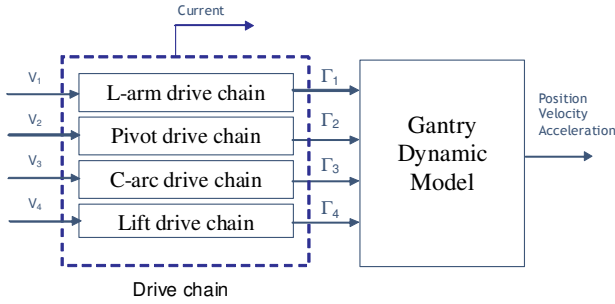 Current
V1
L-arm drive chain
Γ1
V2
Pivot drive chain
Γ2
V3
C-arc drive chain
Γ3
V4
Lift drive chain
Γ4
Gantry
Dynamic
Model
Position
Velocity
Acceleration
Drive chain